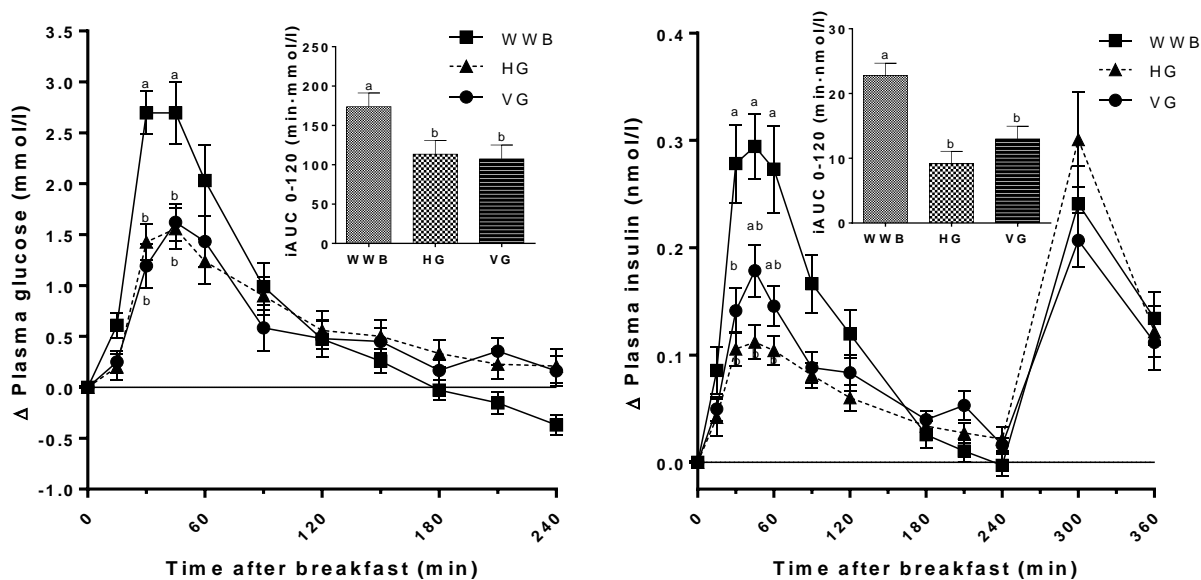 Δ Plasma glucose (mmol/l)
3.5
3.0
2.5
2.0
1.5
1.0
0.5
0.0
-0.5
-1.0
a
a
b
b
b
b
0
60
120
180
240
Time after breakfast (min)
iAUC 0-120 (min·mmol/l)
250
200
150
100
50
0
a
b
b
WWB
HG
VG
WWB
HG
VG
Δ Plasma insulin (nmol/l)
0.4
0.3
0.2
0.1
0.0
a
a
a
b
ab
ab
b
b
b
0
60
120
180
240
300
360
Time after breakfast (min)
iAUC 0-120 (min·nmol/l)
30
20
10
0
a
b
b
WWB
HG
VG
WWB
HG
VG